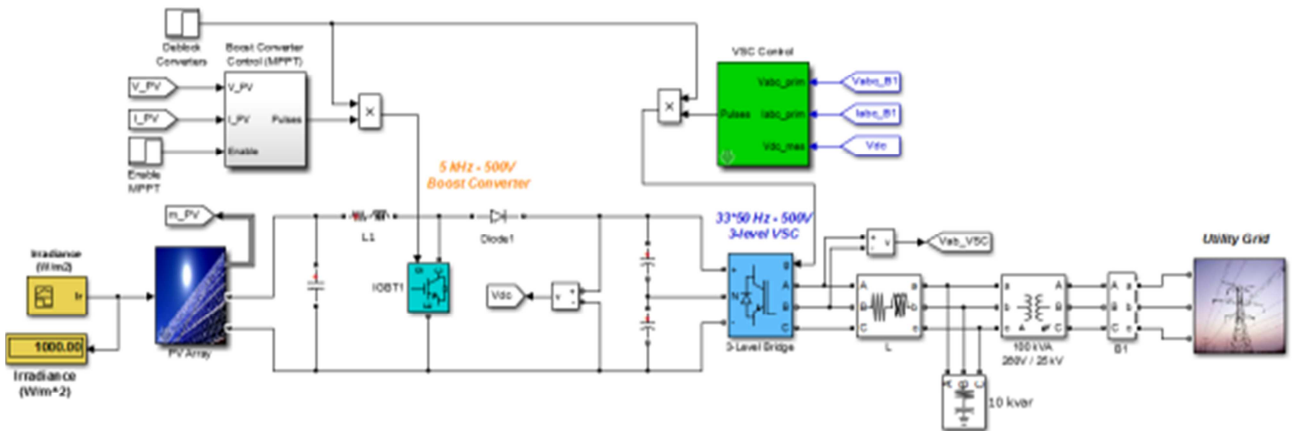 Deblock
Converters
Boost Converter
Control (MPPT)
V_PV
I_PV
Enable
MPPT
V_PV
I_PV
Enable
Pulses
×
×
VSC Control
Vabc_prim
Iabc_prim
Vdc_mes
Pulses
Vabc_B1
Iabc_B1
Vdc
5 kHz - 500V
Boost Converter
33*50 Hz - 500V
3-level VSC
m_PV
L1
Diode1
IGBT1
Vdc
v
+
-
Irradiance
(W/m2)
Ir
1000.00
Irradiance
(W/m^2)
PV Array
+
N
-
g
A
B
C
3-Level Bridge
+
-
v
Vab_VSC
A
B
C
a
b
c
L
a
b
c
A
B
C
100 kVA
260V / 25 kV
A
B
C
a
b
c
B1
A
B
C
10 kvar
Utility Grid